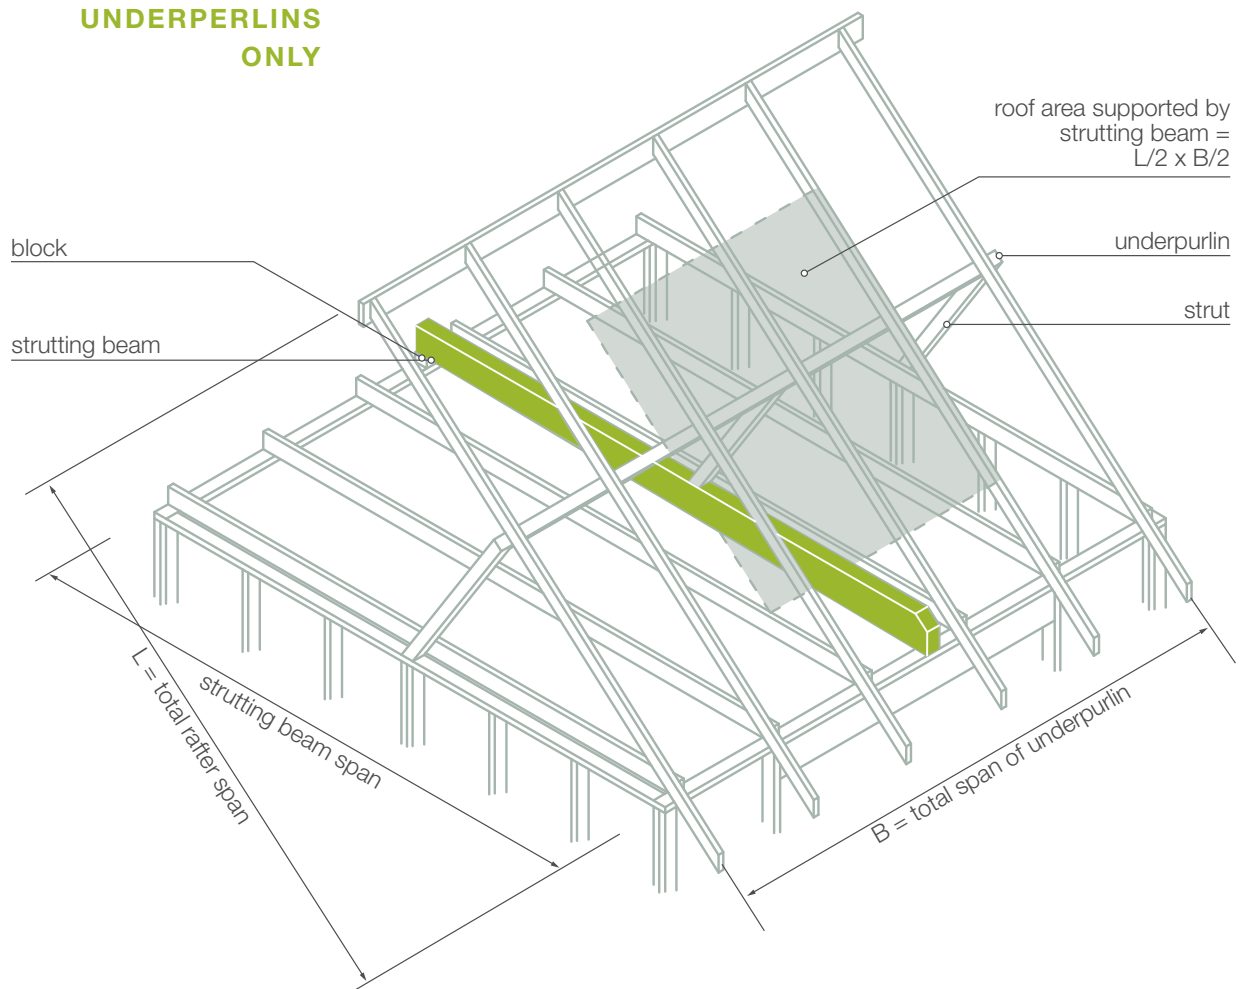 UNDERPERLINS
ONLY
roof area supported by
strutting beam =
L/2 x B/2
block
underpurlin
strut
strutting beam
L = total rafter span
strutting beam span
B = total span of underpurlin